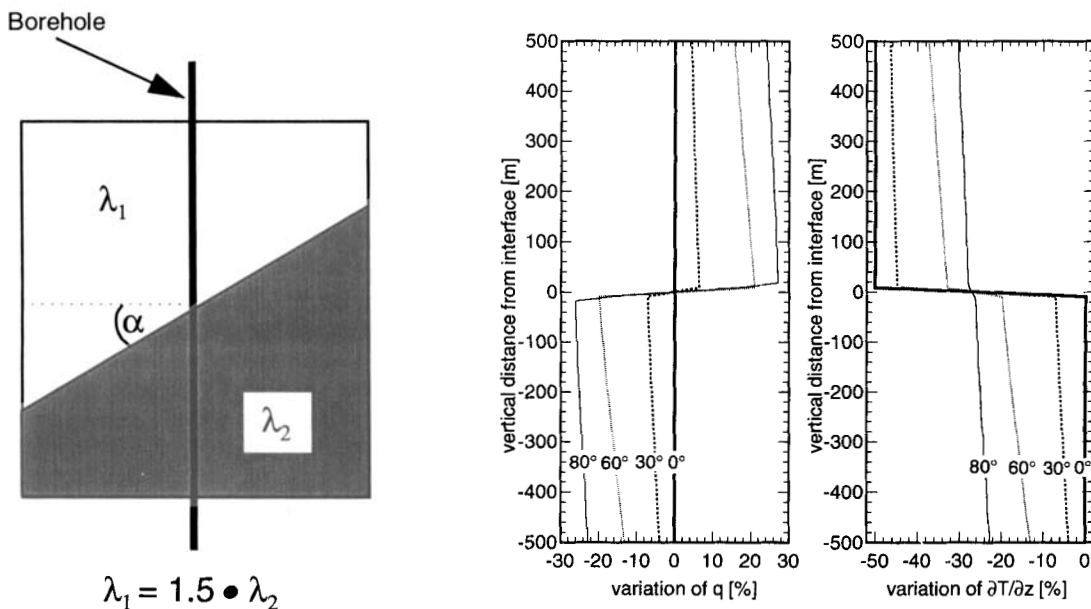 Borehole
λ₁
α
λ₂
λ₁ = 1.5 • λ₂
vertical distance from interface [m]
500
400
300
200
100
0
-100
-200
-300
-400
-500
80° 60° 30° 0°
-30 -20 -10 0 10 20 30
variation of q [%]
vertical distance from interface [m]
500
400
300
200
100
0
-100
-200
-300
-400
-500
80° 60° 30° 0°
-50 -40 -30 -20 -10 0
variation of ∂T/∂z [%]